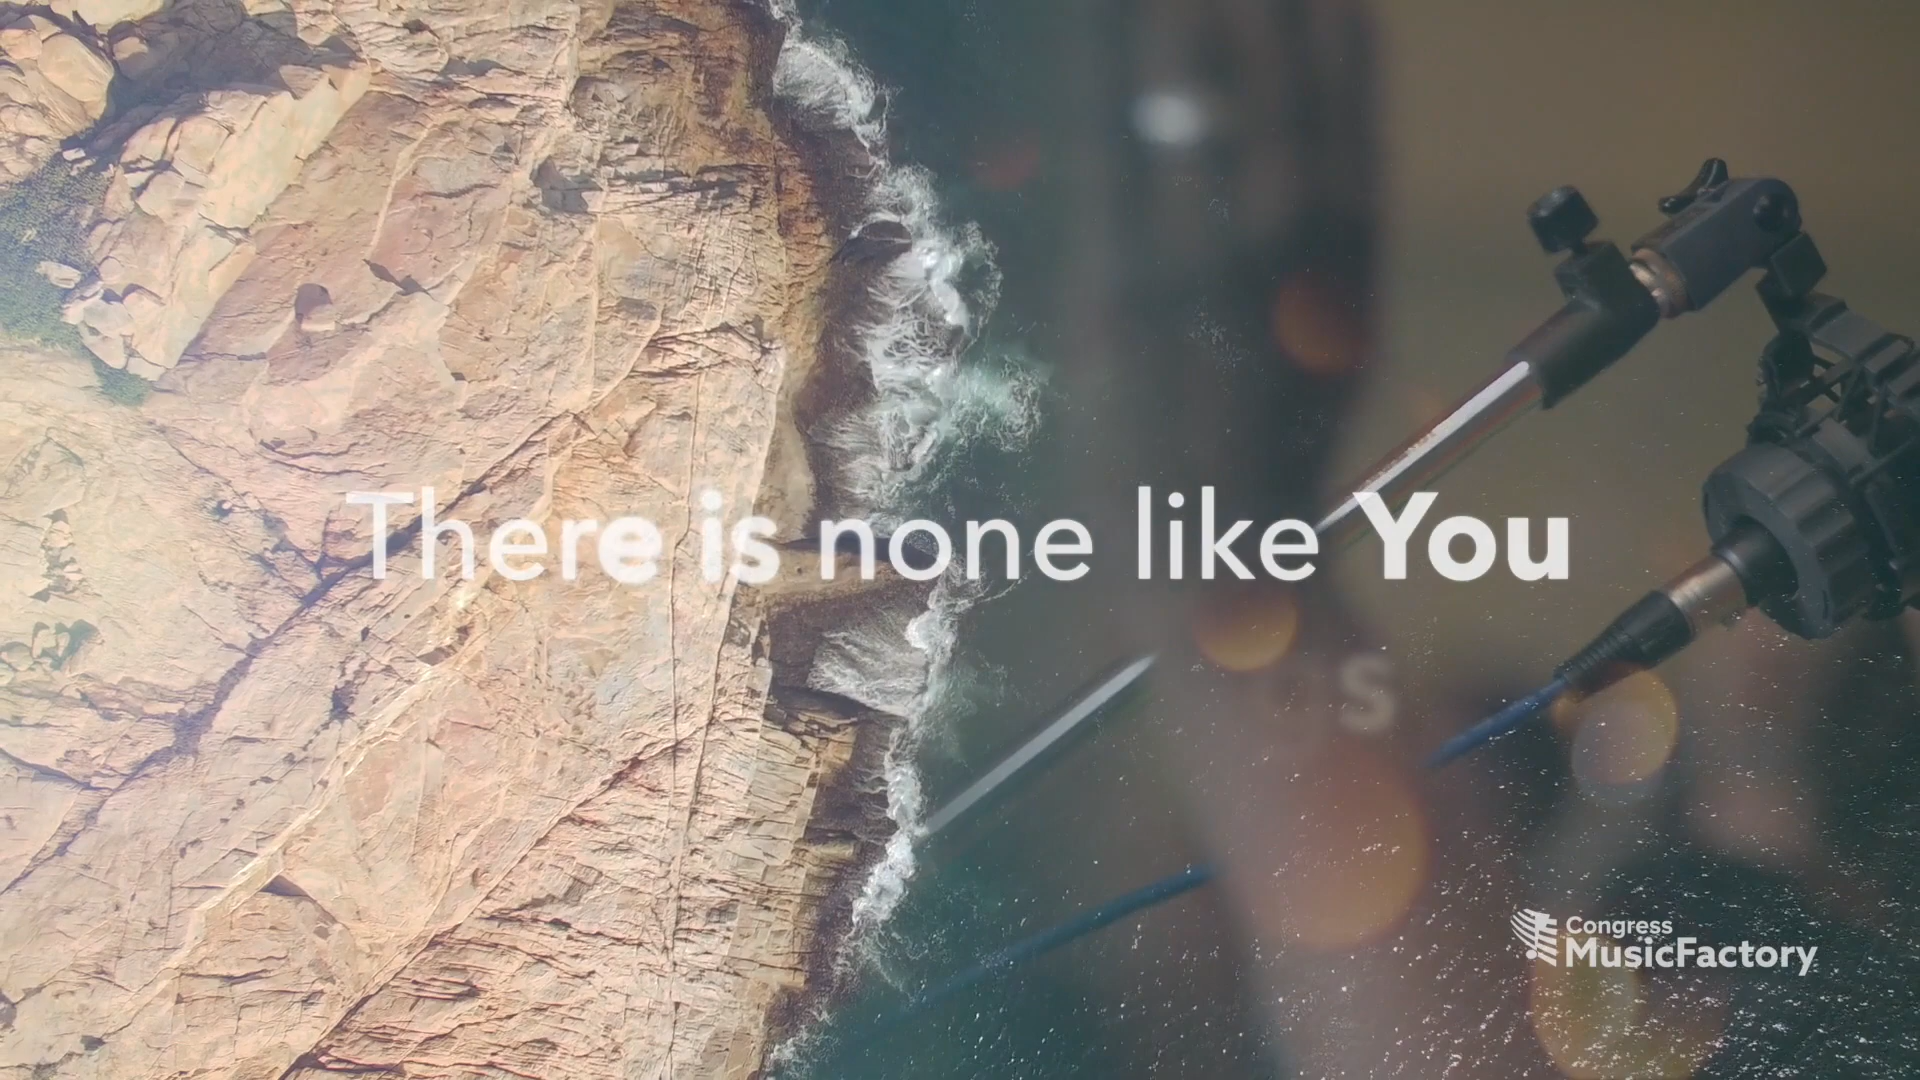 There is none like You
s
Congress
MusicFactory